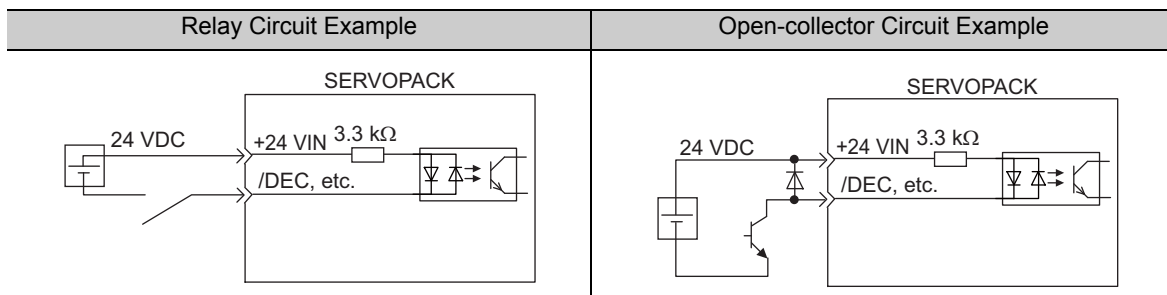 Relay Circuit Example
Open-collector Circuit Example
SERVOPACK
24 VDC
+24 VIN
3.3 kΩ
/DEC, etc.
SERVOPACK
24 VDC
+24 VIN
3.3 kΩ
/DEC, etc.